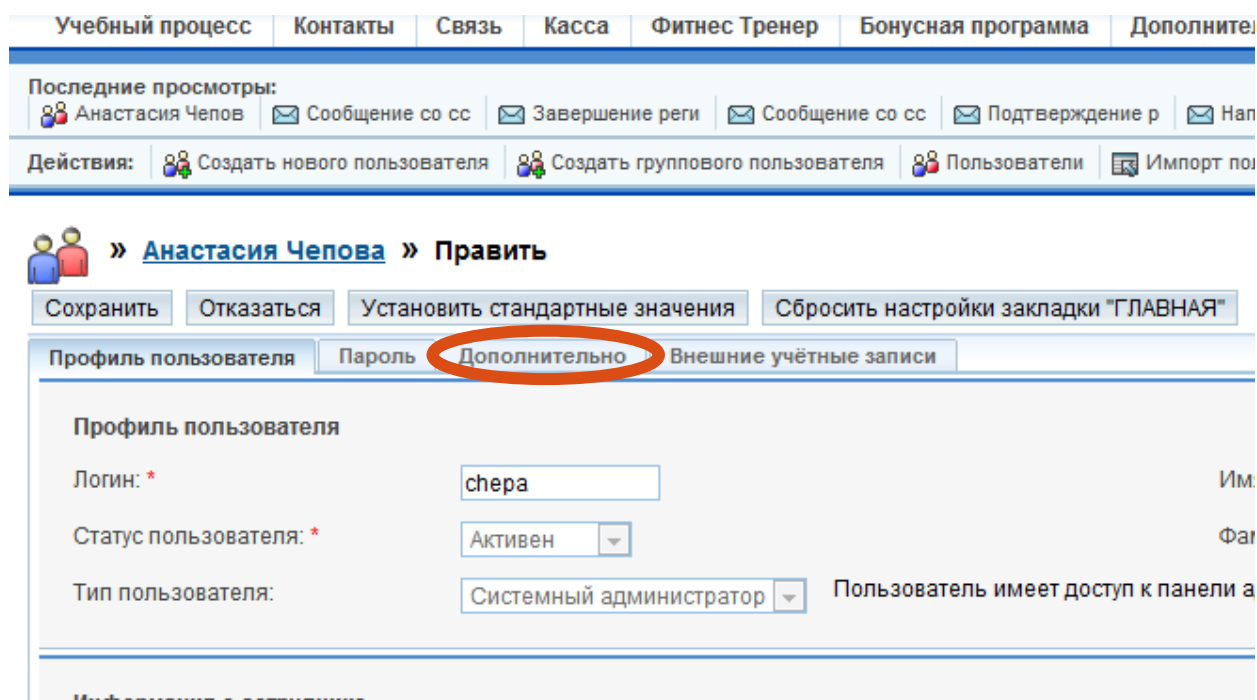 Учебный процесс Контакты Связь Касса Фитнес Тренер Бонусная программа
Последние просмотры:
Анастасия Чепов Сообщение со сс Завершение реги Сообщение со сс Подтверждение р Нап
Действия: Создать нового пользователя Создать группового пользователя Пользователи Импорт пол
» Анастасия Чепова » Править
Сохранить Отказаться Установить стандартные значения Сбросить настройки закладки "ГЛАВНАЯ"
Профиль пользователя Пароль Дополнительно Внешние учётные записи
Профиль пользователя
Логин: * chepa
Статус пользователя: * Активен
Тип пользователя: Системный администратор Пользователь имеет доступ к панели